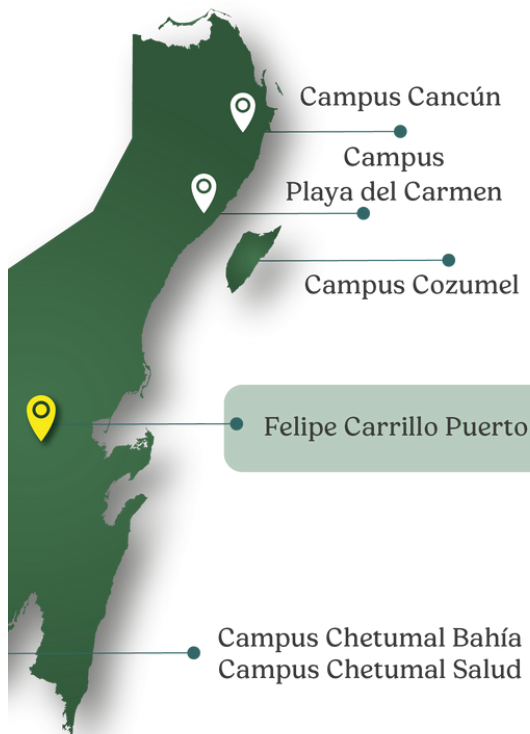 Campus Cancún
Campus
Playa del Carmen
Campus Cozumel
Felipe Carrillo Puerto
Campus Chetumal Bahía
Campus Chetumal Salud